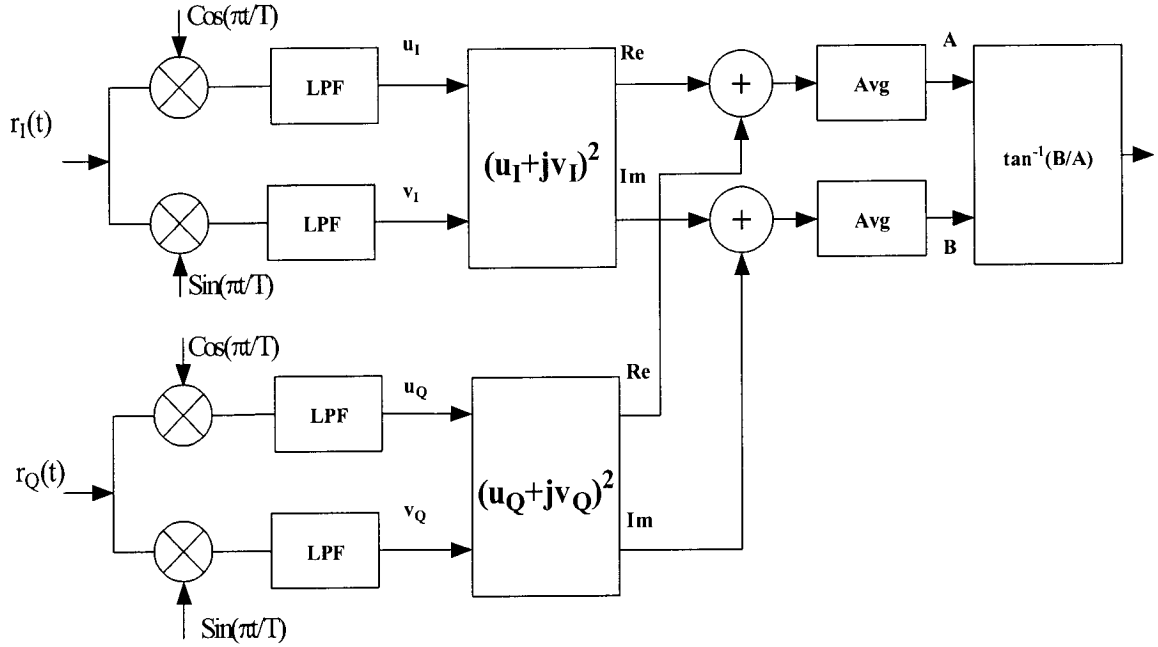 Cos(πt/T)
u_I
LPF
Re
A
Avg
r_I(t)
(u_I+jv_I)²
+
tan⁻¹(B/A)
v_I
Im
LPF
+
Avg
B
Sin(πt/T)
Cos(πt/T)
u_Q
Re
LPF
r_Q(t)
(u_Q+jv_Q)²
v_Q
Im
LPF
Sin(πt/T)